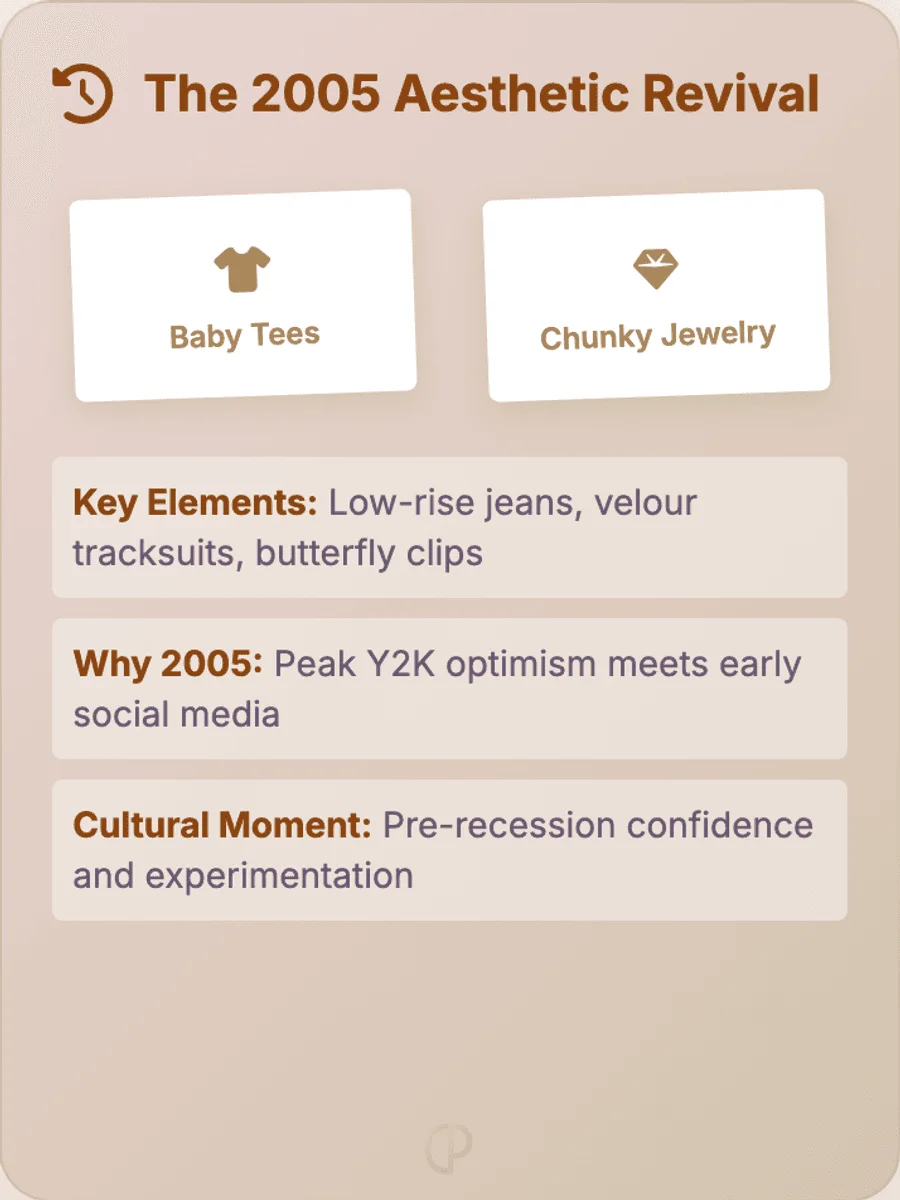 The 2005 Aesthetic Revival
Baby Tees
Chunky Jewelry
Key Elements: Low-rise jeans, velour
tracksuits, butterfly clips
Why 2005: Peak Y2K optimism meets early
social media
Cultural Moment: Pre-recession confidence
and experimentation